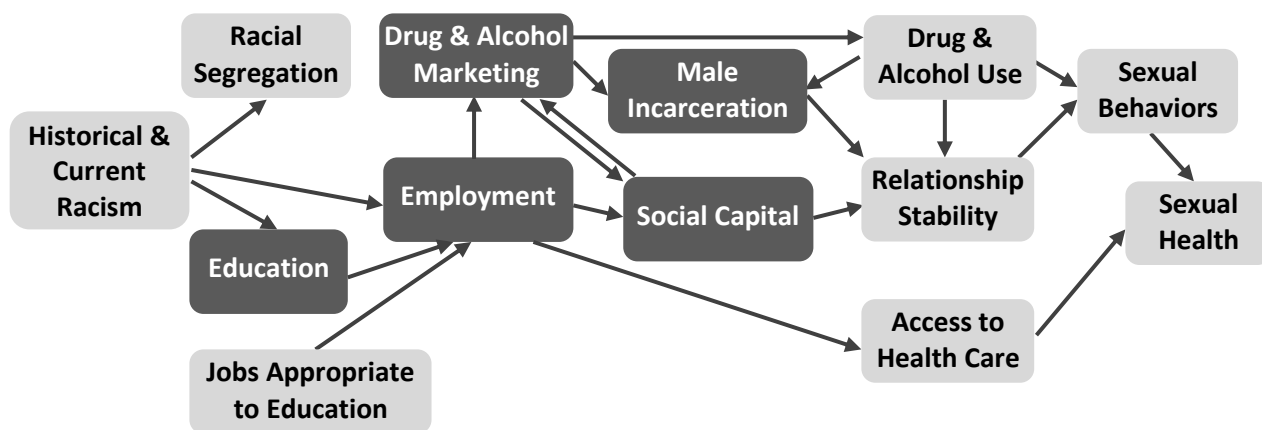 Racial
Segregation
Drug & Alcohol
Marketing
Male
Incarceration
Drug &
Alcohol Use
Sexual
Behaviors
Historical &
Current
Racism
Employment
Social Capital
Relationship
Stability
Sexual
Health
Education
Access to
Health Care
Jobs Appropriate
to Education